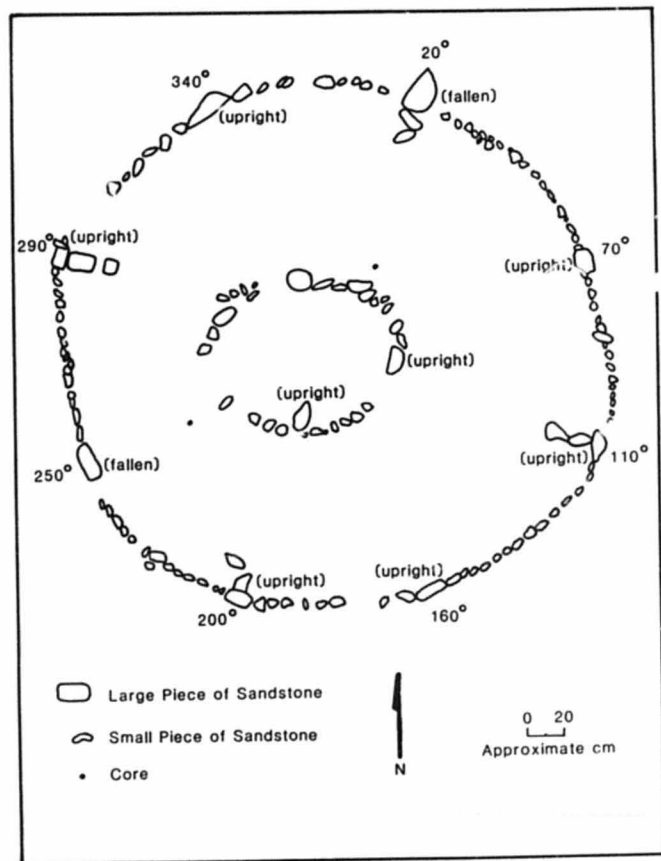 20°
340°
(fallen)
(upright)
290°
(upright)
70°
(upright)
(upright)
(upright)
(upright)
110°
250°
(fallen)
(upright)
(upright)
200°
160°
Large Piece of Sandstone
Small Piece of Sandstone
Core
N
0 20
Approximate cm